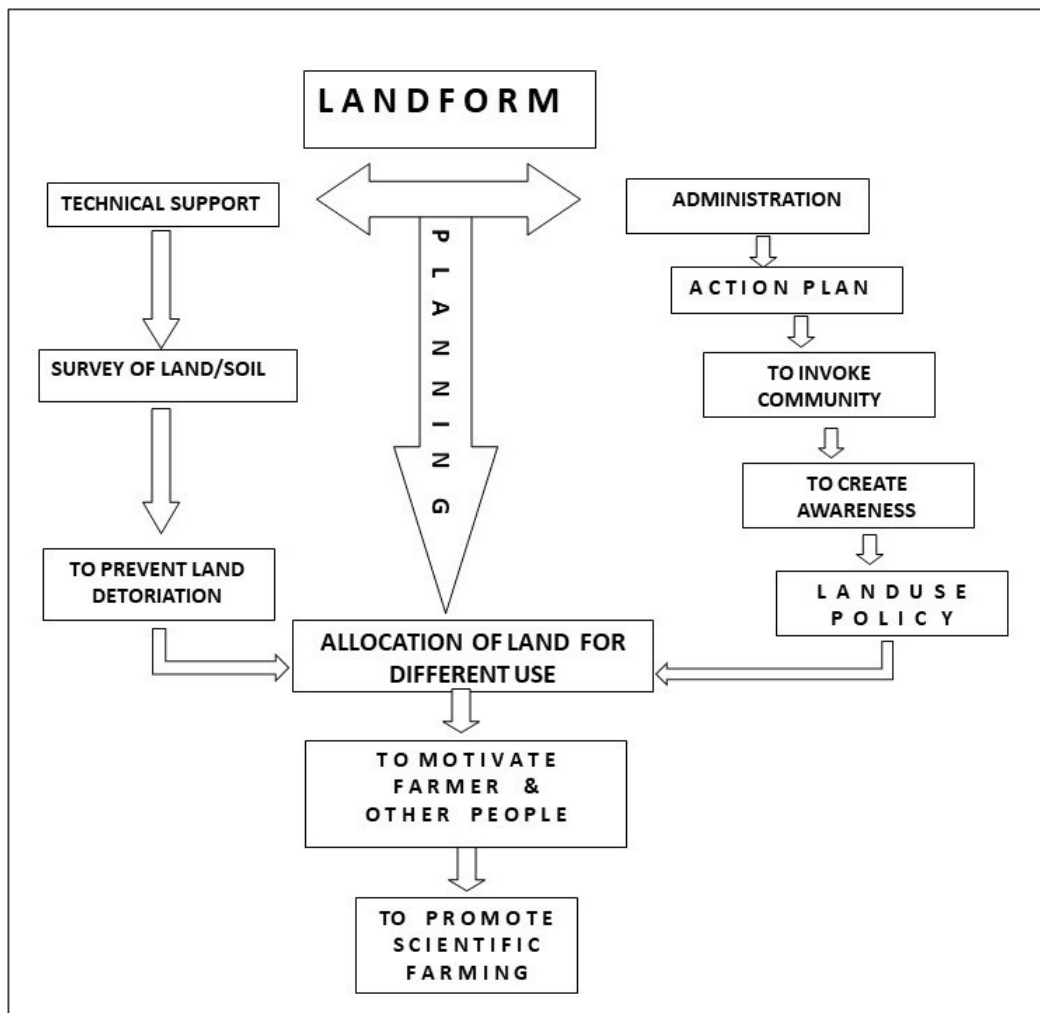 LANDFORM
TECHNICAL SUPPORT
SURVEY OF LAND/SOIL
TO PREVENT LAND
DETORIATION
PLANNING
ADMINISTRATION
ACTION PLAN
TO INVOKE
COMMUNITY
TO CREATE
AWARENESS
LANDUSE
POLICY
ALLOCATION OF LAND FOR
DIFFERENT USE
TO MOTIVATE
FARMER &
OTHER PEOPLE
TO PROMOTE
SCIENTIFIC
FARMING